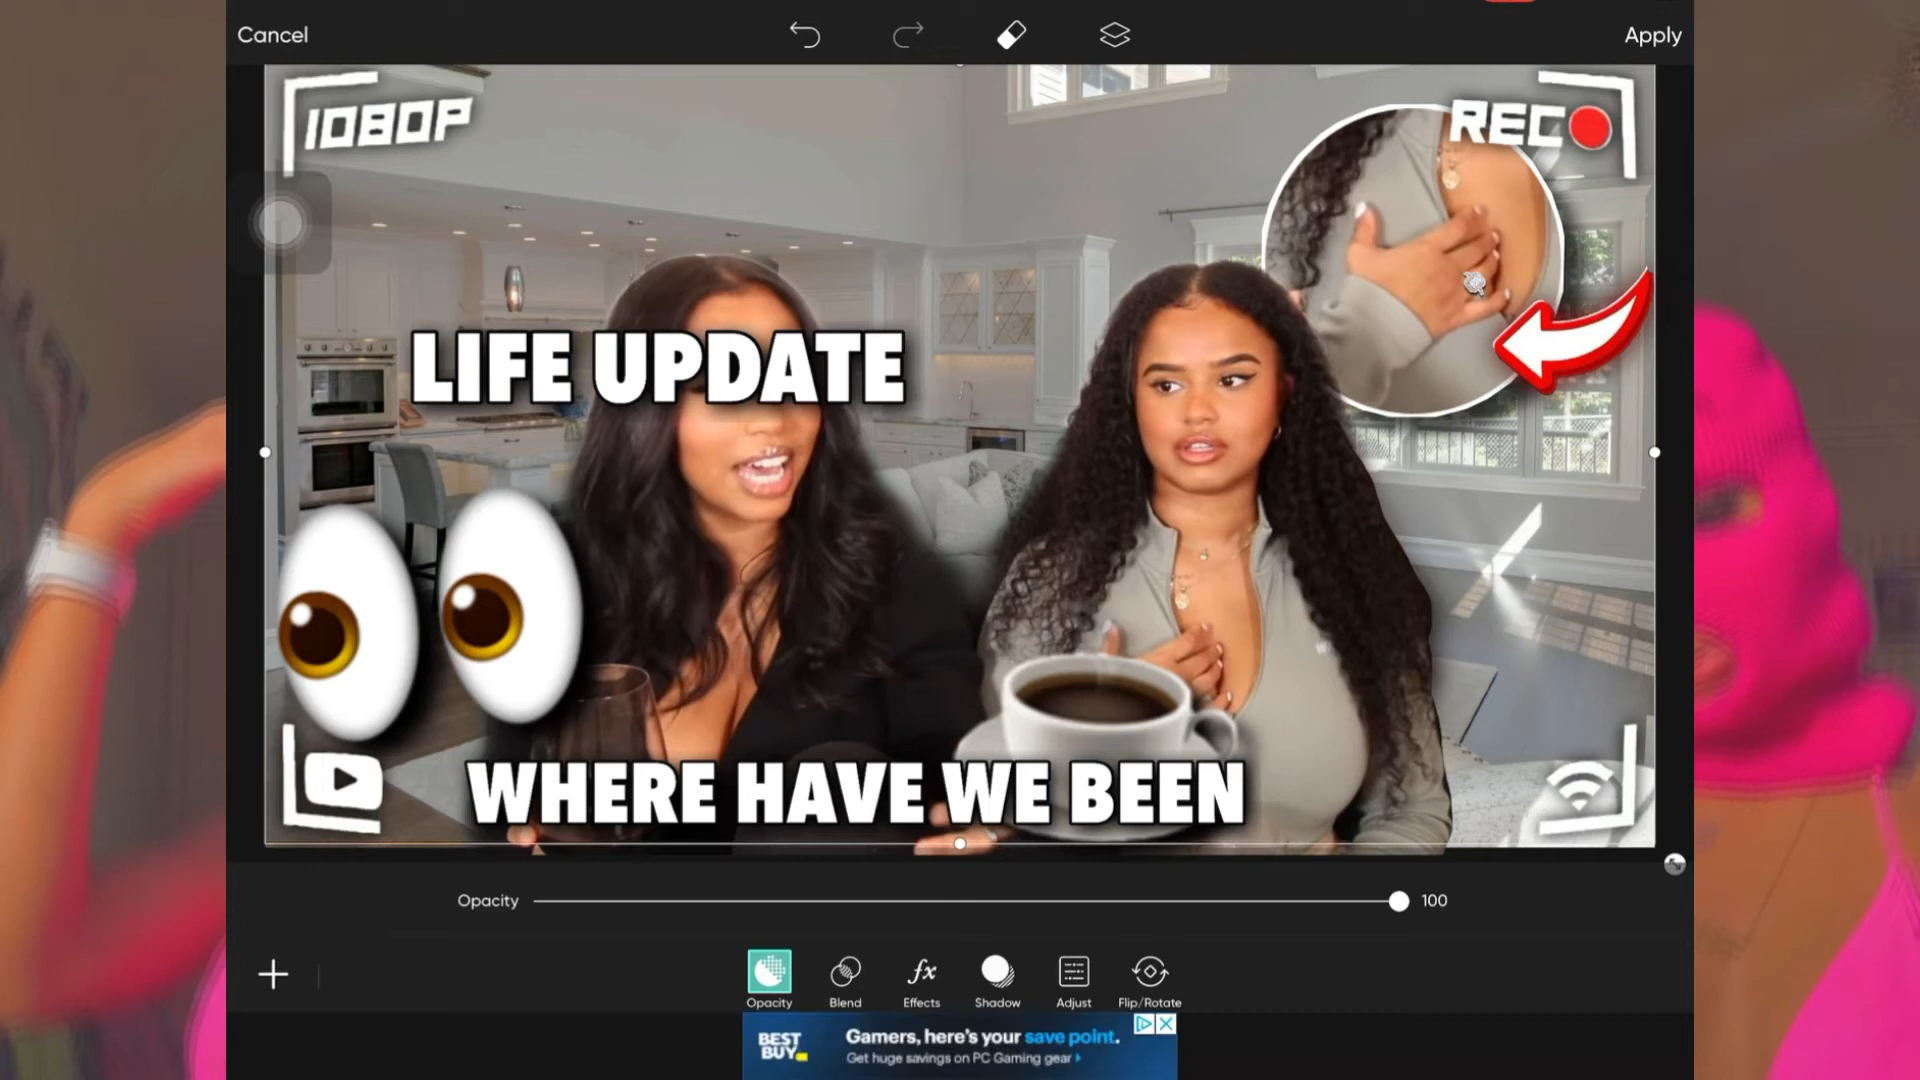 Cancel
Apply
1080P
REC
LIFE UPDATE
WHERE HAVE WE BEEN
Opacity
100
Opacity
Blend
fx
Effects
Shadow
Adjust
Flip/Rotate
BEST
BUY
Gamers, here's your save point.
Get huge savings on PC Gaming gear